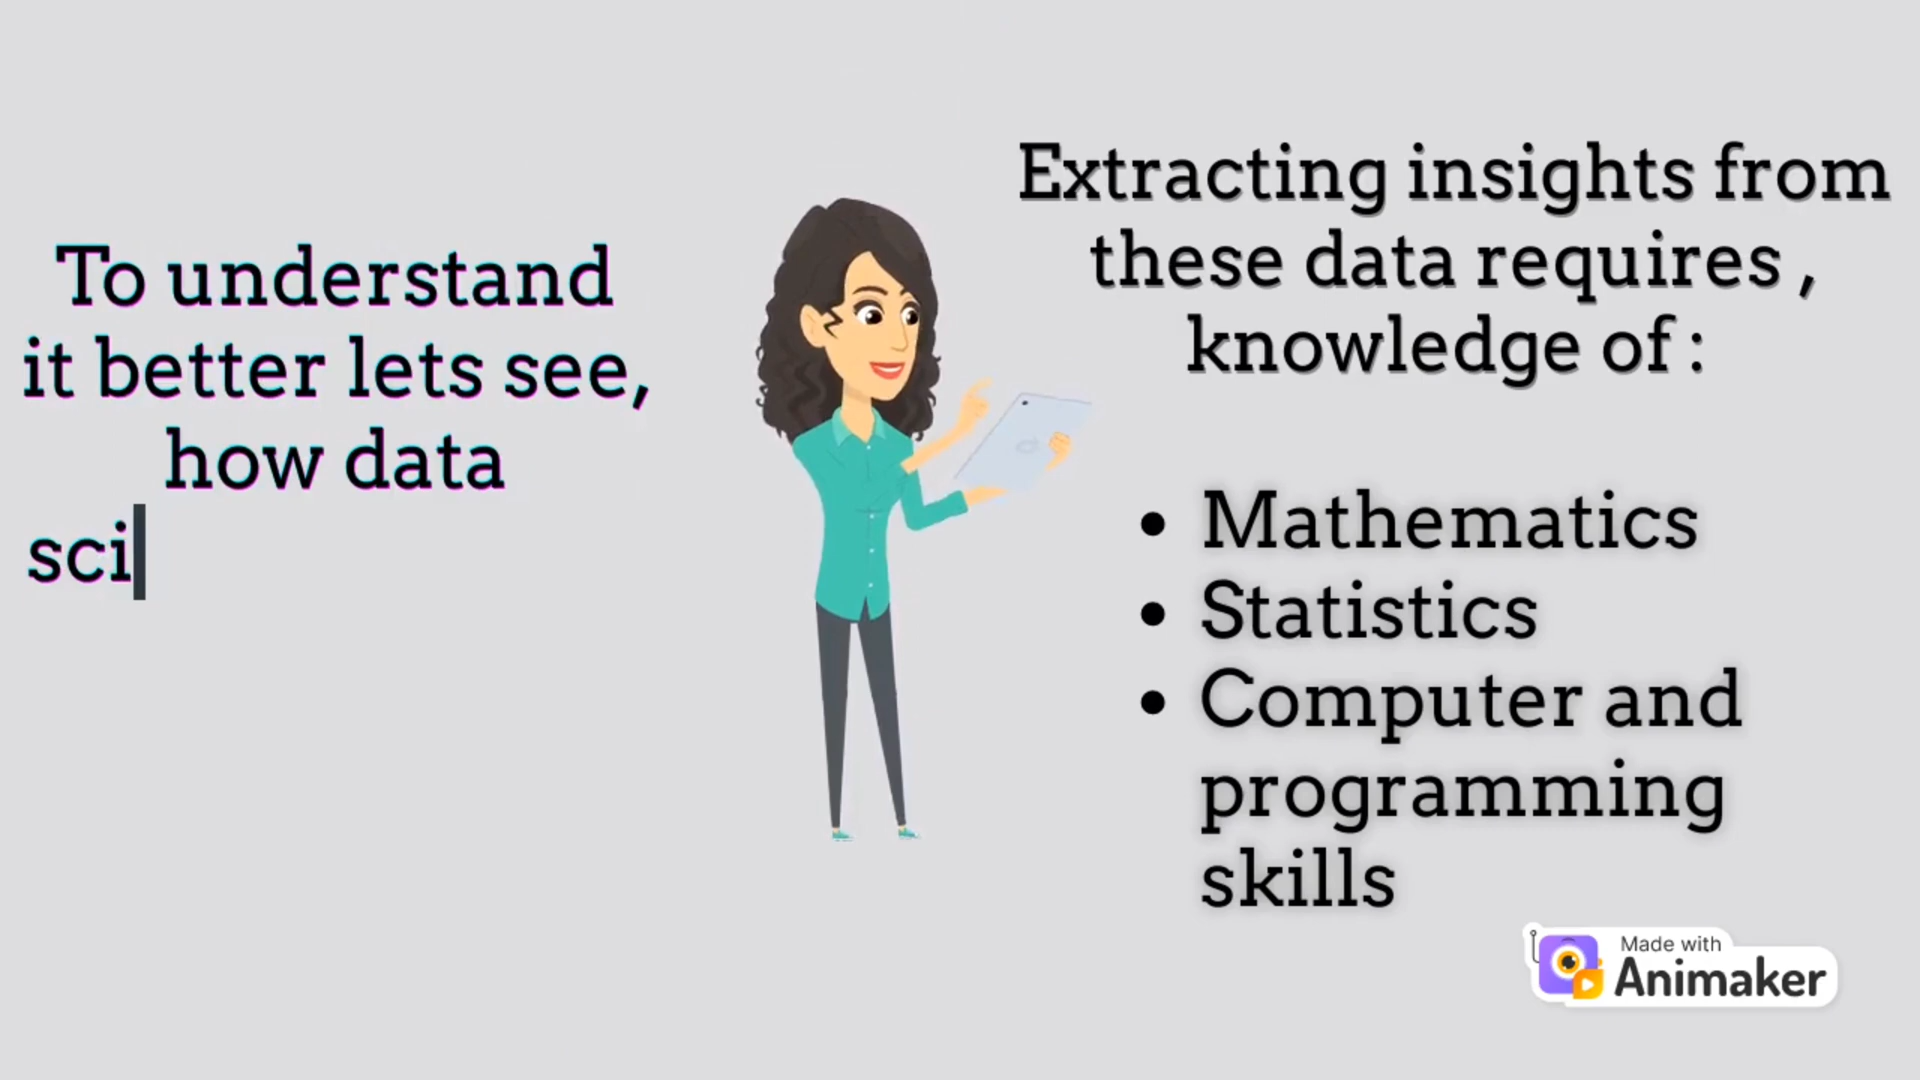 To understand
it better lets see,
how data
sci
Extracting insights from
these data requires ,
knowledge of :
• Mathematics
• Statistics
• Computer and
programming
skills
Made with
Animaker